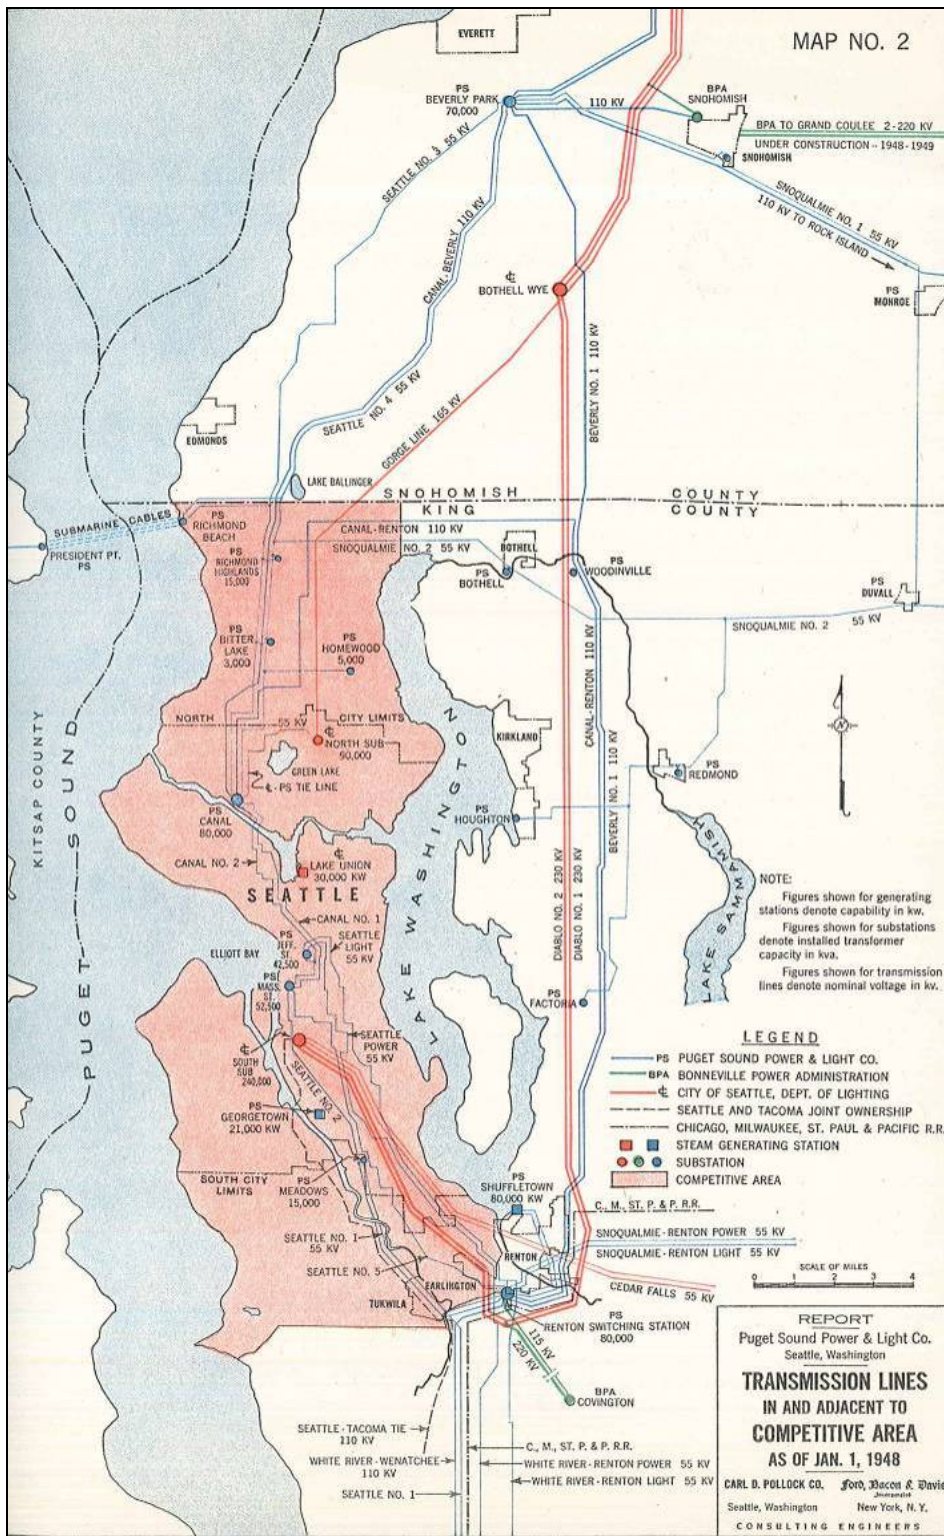 EVERETT
MAP NO. 2
PS
BEVERLY PARK
70,000
110 KV
BPA
SNOHOMISH
BPA TO GRAND COULEE 2-220 KV
UNDER CONSTRUCTION - 1948-1949
SNOHOMISH
SEATTLE NO. 3 55 KV
CANAL-BEVERLY 110 KV
SNOQUALMIE NO. 1 55 KV
110 KV TO ROCK ISLAND
PS
MONROE
℄
BOTHELL WYE
BEVERLY NO. 1 110 KV
SEATTLE NO. 4 55 KV
GORGE LINE 165 KV
EDMONDS
LAKE BALLINGER
SNOHOMISH COUNTY
KING COUNTY
SUBMARINE CABLES
PS
RICHMOND
BEACH
PRESIDENT PT.
PS
CANAL-RENTON 110 KV
SNOQUALMIE NO. 2 55 KV
BOTHELL
PS
RICHMOND
HIGHLANDS
15,000
PS
BOTHELL
PS
WOODINVILLE
PS
DUVALL
SNOQUALMIE NO. 2 55 KV
PS
BITTER
LAKE
3,000
PS
HOMEWOOD
5,000
CANAL-RENTON 110 KV
NORTH CITY LIMITS
55 KV
℄
NORTH SUB
90,000
GREEN LAKE
℄-PS TIE LINE
KIRKLAND
N
PS
REDMOND
BEVERLY NO. 1 110 KV
KITSAP COUNTY
PUGET SOUND
LAKE WASHINGTON
PS
CANAL
80,000
PS
HOUGHTON
CANAL NO. 2
℄
LAKE UNION
30,000 KW
SEATTLE
CANAL NO. 1
LAKE SAMMAMISH
DIABLO NO. 2 230 KV
DIABLO NO. 1 230 KV
NOTE:
Figures shown for generating
stations denote capability in kw.
Figures shown for substations
denote installed transformer
capacity in kva.
Figures shown for transmission
lines denote nominal voltage in kv.
PS
JEFF.
ST.
42,500
SEATTLE
LIGHT
55 KV
ELLIOTT BAY
PS
MASS.
ST.
52,500
PS
FACTORIA
SEATTLE
POWER
55 KV
℄
SOUTH
SUB
240,000
SEATTLE NO. 2
PS
GEORGETOWN
21,000 KW
LEGEND
PS PUGET SOUND POWER & LIGHT CO.
BPA BONNEVILLE POWER ADMINISTRATION
℄ CITY OF SEATTLE, DEPT. OF LIGHTING
SEATTLE AND TACOMA JOINT OWNERSHIP
CHICAGO, MILWAUKEE, ST. PAUL & PACIFIC R.R.
STEAM GENERATING STATION
SUBSTATION
COMPETITIVE AREA
SOUTH CITY
LIMITS
PS
MEADOWS
15,000
PS
SHUFFLETOWN
80,000 KW
C., M., ST. P. & P. R.R.
SEATTLE NO. 1
55 KV
SEATTLE NO. 5
SNOQUALMIE-RENTON POWER 55 KV
SNOQUALMIE-RENTON LIGHT 55 KV
RENTON
EARLINGTON
TUKWILA
CEDAR FALLS 55 KV
SCALE OF MILES
0 1 2 3 4
PS
RENTON SWITCHING STATION
80,000
115 KV
220 KV
BPA
COVINGTON
SEATTLE-TACOMA TIE
110 KV
WHITE RIVER-WENATCHEE
110 KV
SEATTLE NO. 1
C., M., ST. P. & P. R.R.
WHITE RIVER-RENTON POWER 55 KV
WHITE RIVER-RENTON LIGHT 55 KV
REPORT
Puget Sound Power & Light Co.
Seattle, Washington
TRANSMISSION LINES
IN AND ADJACENT TO
COMPETITIVE AREA
AS OF JAN. 1, 1948
CARL D. POLLOCK CO. Ford, Bacon & Davis
Seattle, Washington New York, N. Y.
CONSULTING ENGINEERS